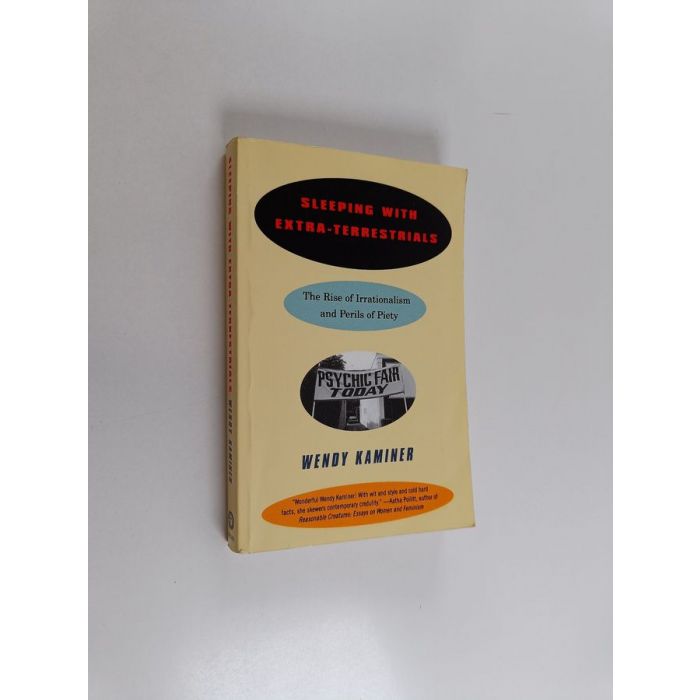 SLEEPING WITH
EXTRA-TERRESTRIALS
The Rise of Irrationalism
and Perils of Piety
PSYCHIC FAIR
TODAY
WENDY KAMINER
"Wonderful Wendy Kaminer! With wit and style and cold hard
facts, she skewers contemporary credulity." —Katha Pollitt, author of
Reasonable Creatures: Essays on Women and Feminism
SLEEPING WITH EXTRA-TERRESTRIALS WENDY KAMINER